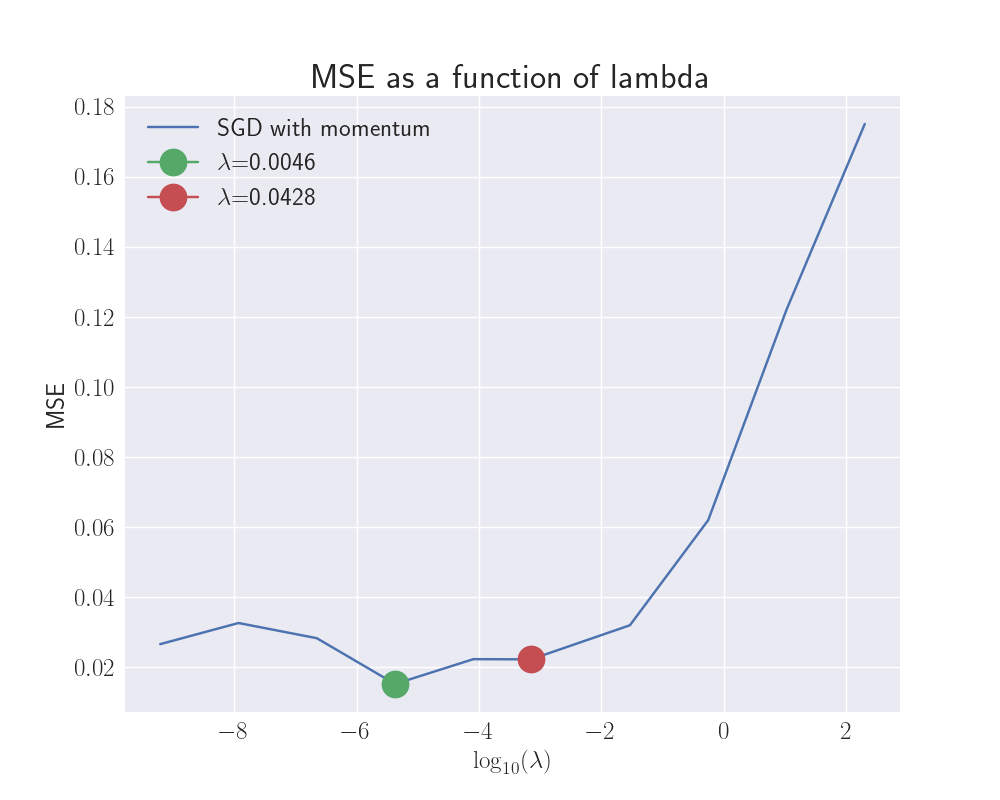 MSE as a function of lambda
SGD with momentum
λ=0.0046
λ=0.0428
0.18
0.16
0.14
0.12
0.10
0.08
0.06
0.04
0.02
MSE
−8 −6 −4 −2 0 2
log₁₀(λ)